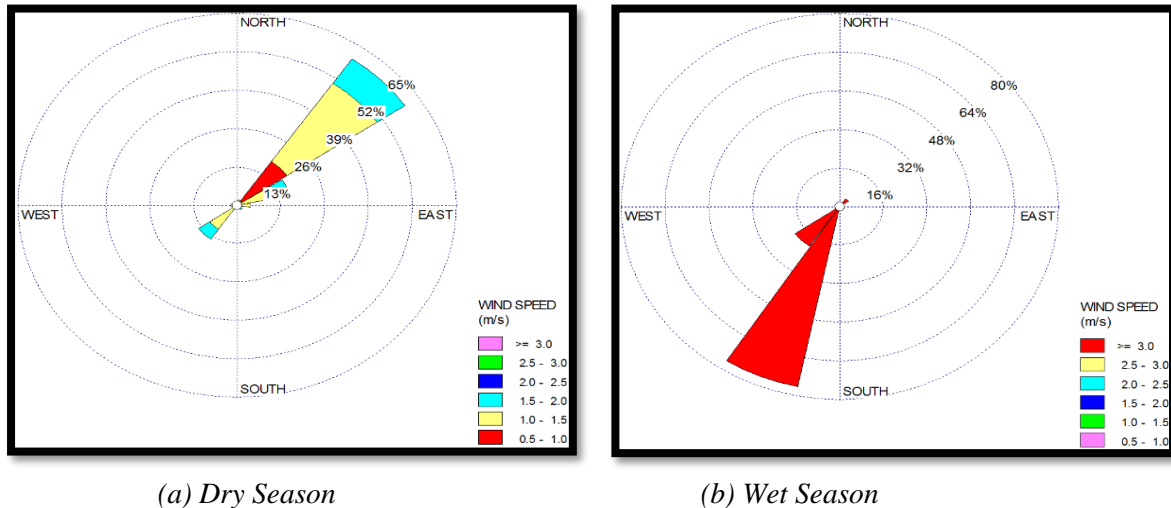 NORTH
65%
52%
39%
26%
13%
WEST
EAST
SOUTH
WIND SPEED
(m/s)
>= 3.0
2.5 - 3.0
2.0 - 2.5
1.5 - 2.0
1.0 - 1.5
0.5 - 1.0
NORTH
80%
64%
48%
32%
16%
WEST
EAST
SOUTH
WIND SPEED
(m/s)
>= 3.0
2.5 - 3.0
2.0 - 2.5
1.5 - 2.0
1.0 - 1.5
0.5 - 1.0
(a) Dry Season
(b) Wet Season